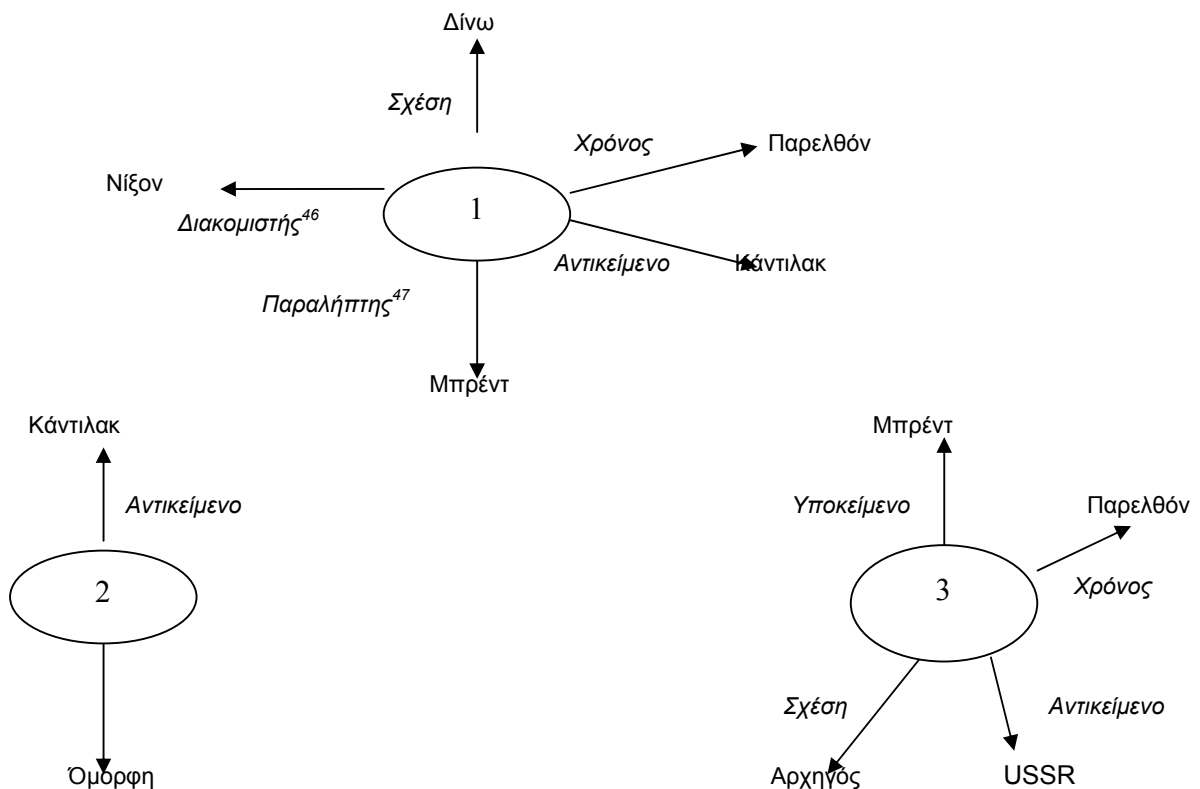 Δίνω
Σχέση
Χρόνος
Παρελθόν
Νίξον
1
Διακομιστής46
Αντικείμενο
Κάντιλακ
Παραλήπτης47
Μπρέντ
Κάντιλακ
Αντικείμενο
2
Όμορφη
Μπρέντ
Υποκείμενο
Παρελθόν
3
Χρόνος
Σχέση
Αντικείμενο
Αρχηγός
USSR